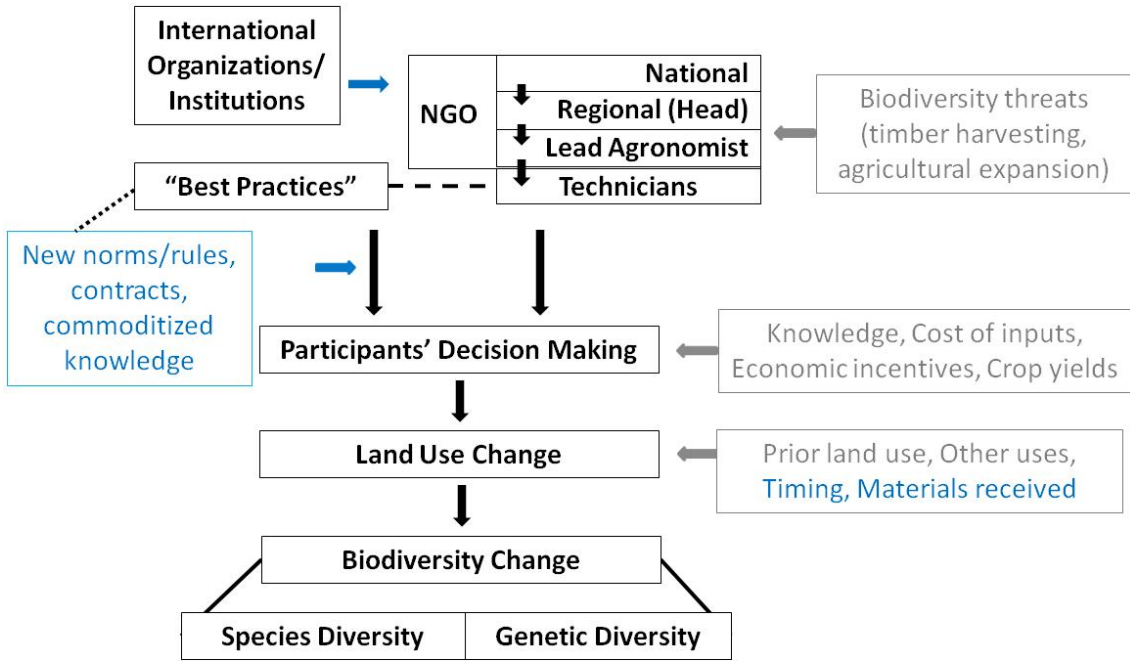 International
Organizations/
Institutions
NGO
National
Regional (Head)
Lead Agronomist
Technicians
Biodiversity threats
(timber harvesting,
agricultural expansion)
“Best Practices”
New norms/rules,
contracts,
commoditized
knowledge
Participants’ Decision Making
Knowledge, Cost of inputs,
Economic incentives, Crop yields
Land Use Change
Prior land use, Other uses,
Timing, Materials received
Biodiversity Change
Species Diversity
Genetic Diversity